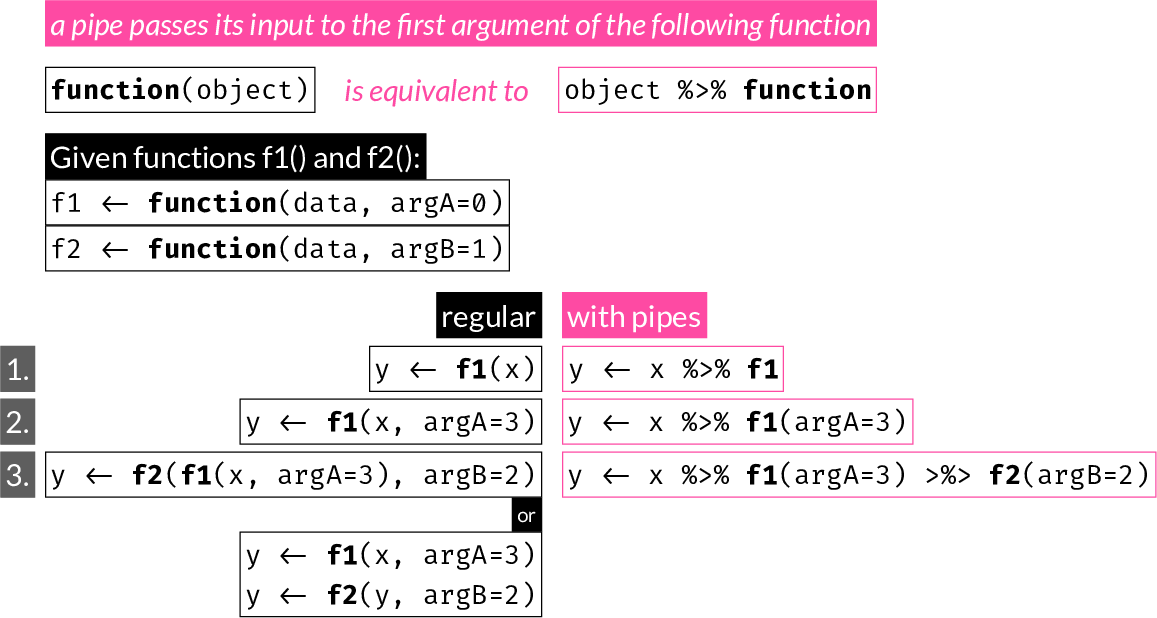 a pipe passes its input to the first argument of the following function
function(object) is equivalent to object %>% function
Given functions f1() and f2():
f1 ← function(data, argA=0)
f2 ← function(data, argB=1)
regular with pipes
1. y ← f1(x) y ← x %>% f1
2. y ← f1(x, argA=3) y ← x %>% f1(argA=3)
3. y ← f2(f1(x, argA=3), argB=2) y ← x %>% f1(argA=3) >%> f2(argB=2)
or
y ← f1(x, argA=3)
y ← f2(y, argB=2)